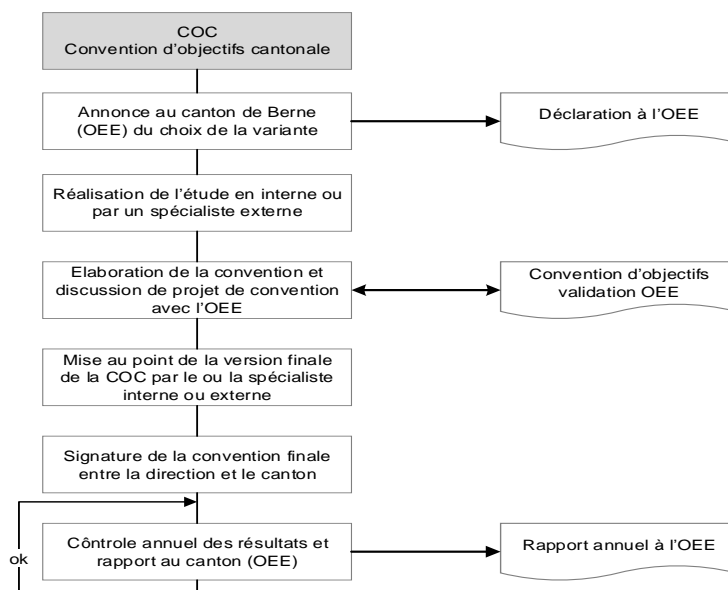 COC
Convention d'objectifs cantonale
Annonce au canton de Berne
(OEE) du choix de la variante
Déclaration à l'OEE
Réalisation de l'étude en interne ou
par un spécialiste externe
Elaboration de la convention et
discussion de projet de convention
avec l'OEE
Convention d'objectifs
validation OEE
Mise au point de la version finale
de la COC par le ou la spécialiste
interne ou externe
Signature de la convention finale
entre la direction et le canton
ok
Côntrole annuel des résultats et
rapport au canton (OEE)
Rapport annuel à l'OEE